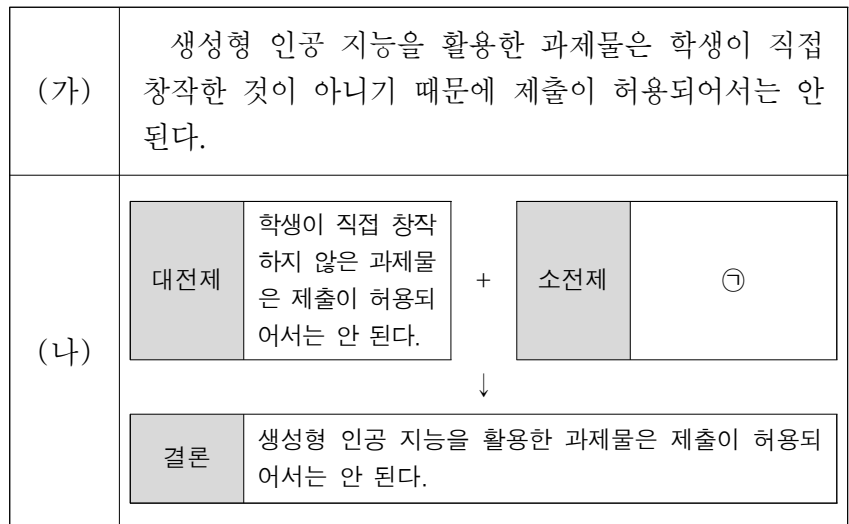 (가)
생성형 인공 지능을 활용한 과제물은 학생이 직접
창작한 것이 아니기 때문에 제출이 허용되어서는 안
된다.
(나)
대전제
학생이 직접 창작
하지 않은 과제물
은 제출이 허용되
어서는 안 된다.
+
소전제
㉠
↓
결론
생성형 인공 지능을 활용한 과제물은 제출이 허용되
어서는 안 된다.